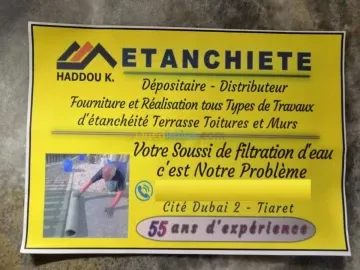 ETANCHIETE
HADDOU K.
Dépositaire - Distributeur
Fourniture et Réalisation tous Types de Travaux
d'étanchéité Terrasse Toitures et Murs
Votre Soussi de filtration d'eau
c'est Notre Problème
Cité Dubai 2 - Tiaret
55 ans d'expérience